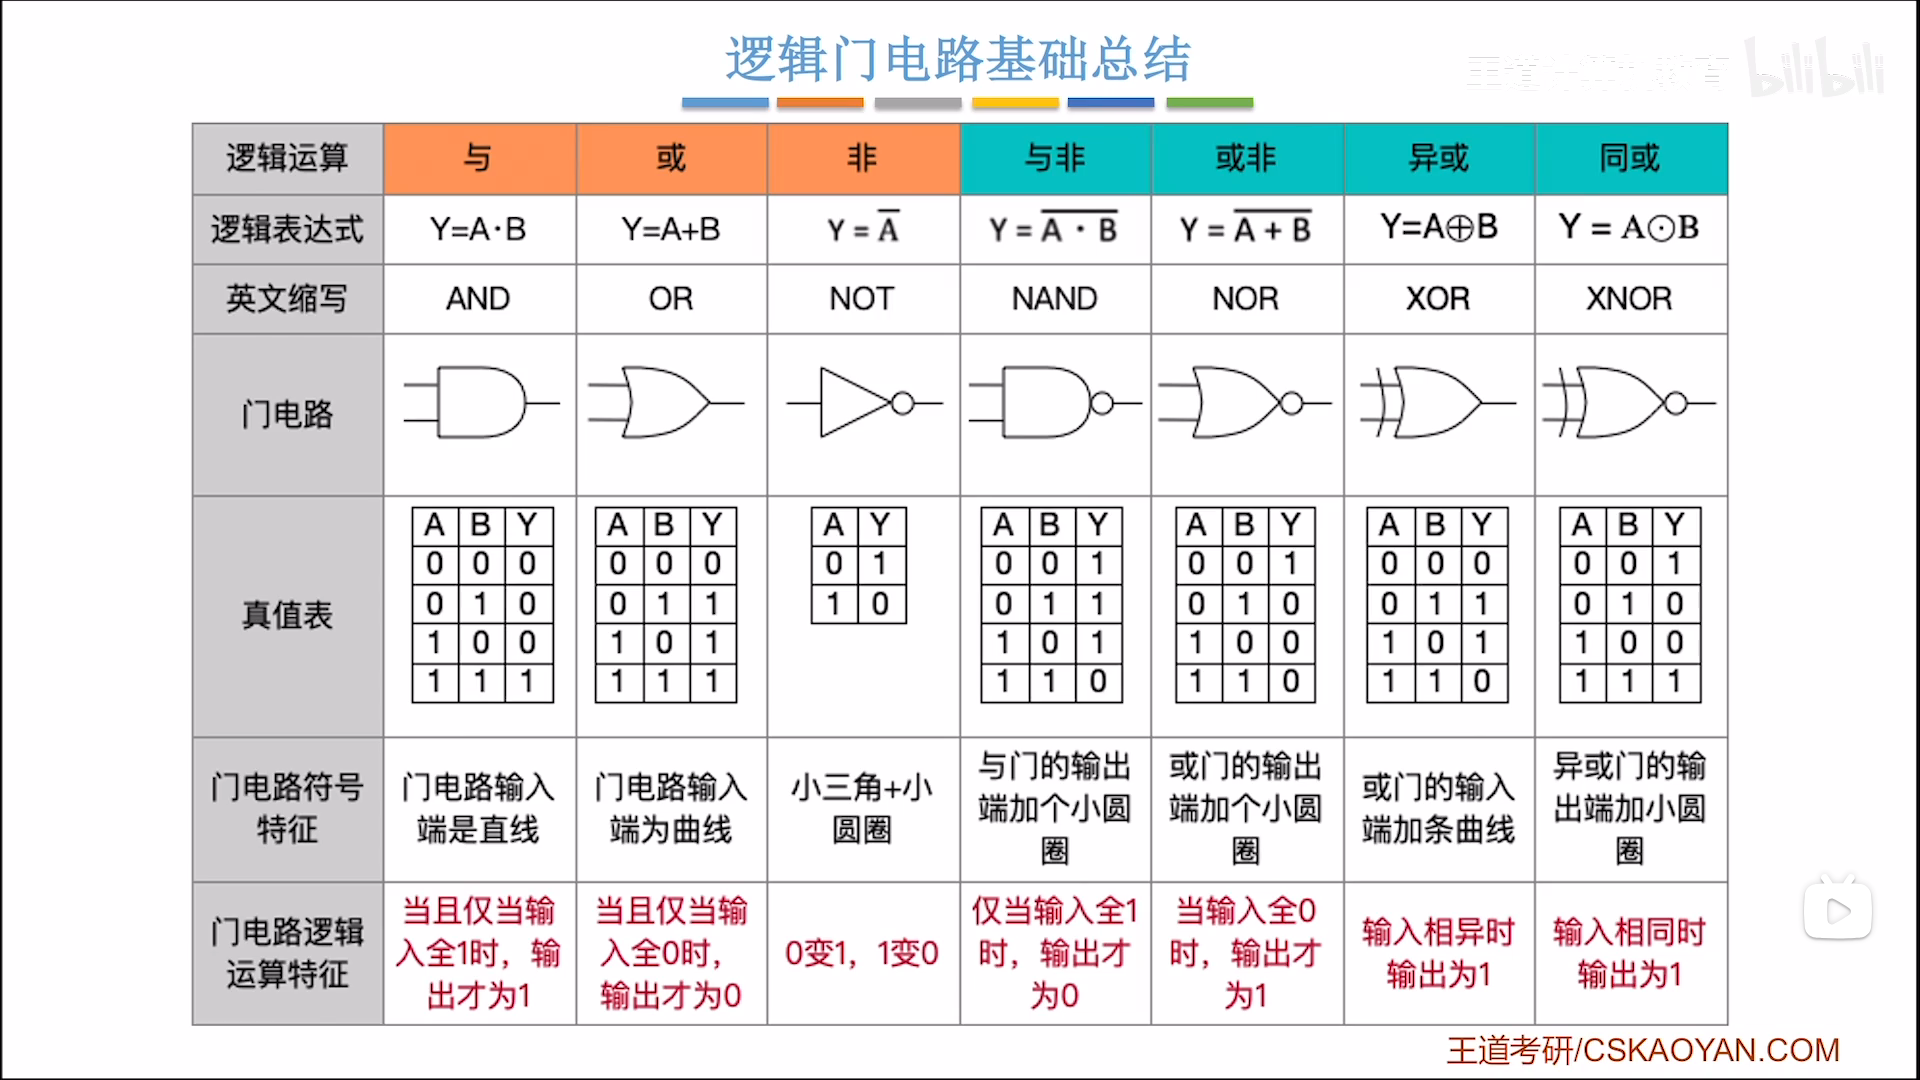 逻辑门电路基础总结
bilibili
逻辑运算 与 或 非 与非 或非 异或 同或
逻辑表达式 Y=A·B Y=A+B Y = A̅ Y = A̅ ̅·̅ ̅B̅ Y = A̅ ̅+̅ ̅B̅ Y=A⊕B Y = A⊙B
英文缩写 AND OR NOT NAND NOR XOR XNOR
门电路
真值表
A B Y
0 0 0
0 1 0
1 0 0
1 1 1
A B Y
0 0 0
0 1 1
1 0 1
1 1 1
A Y
0 1
1 0
A B Y
0 0 1
0 1 1
1 0 1
1 1 0
A B Y
0 0 1
0 1 0
1 0 0
1 1 0
A B Y
0 0 0
0 1 1
1 0 1
1 1 0
A B Y
0 0 1
0 1 0
1 0 0
1 1 1
门电路符号
特征
门电路输入
端是直线
门电路输入
端为曲线
小三角+小
圆圈
与门的输出
端加个小圆
圈
或门的输出
端加个小圆
圈
或门的输入
端加条曲线
异或门的输
出端加小圆
圈
门电路逻辑
运算特征
当且仅当输
入全1时，输
出才为1
当且仅当输
入全0时，
输出才为0
0变1，1变0
仅当输入全1
时，输出才
为0
当输入全0
时，输出才
为1
输入相异时
输出为1
输入相同时
输出为1
王道考研/CSKAOYAN.COM